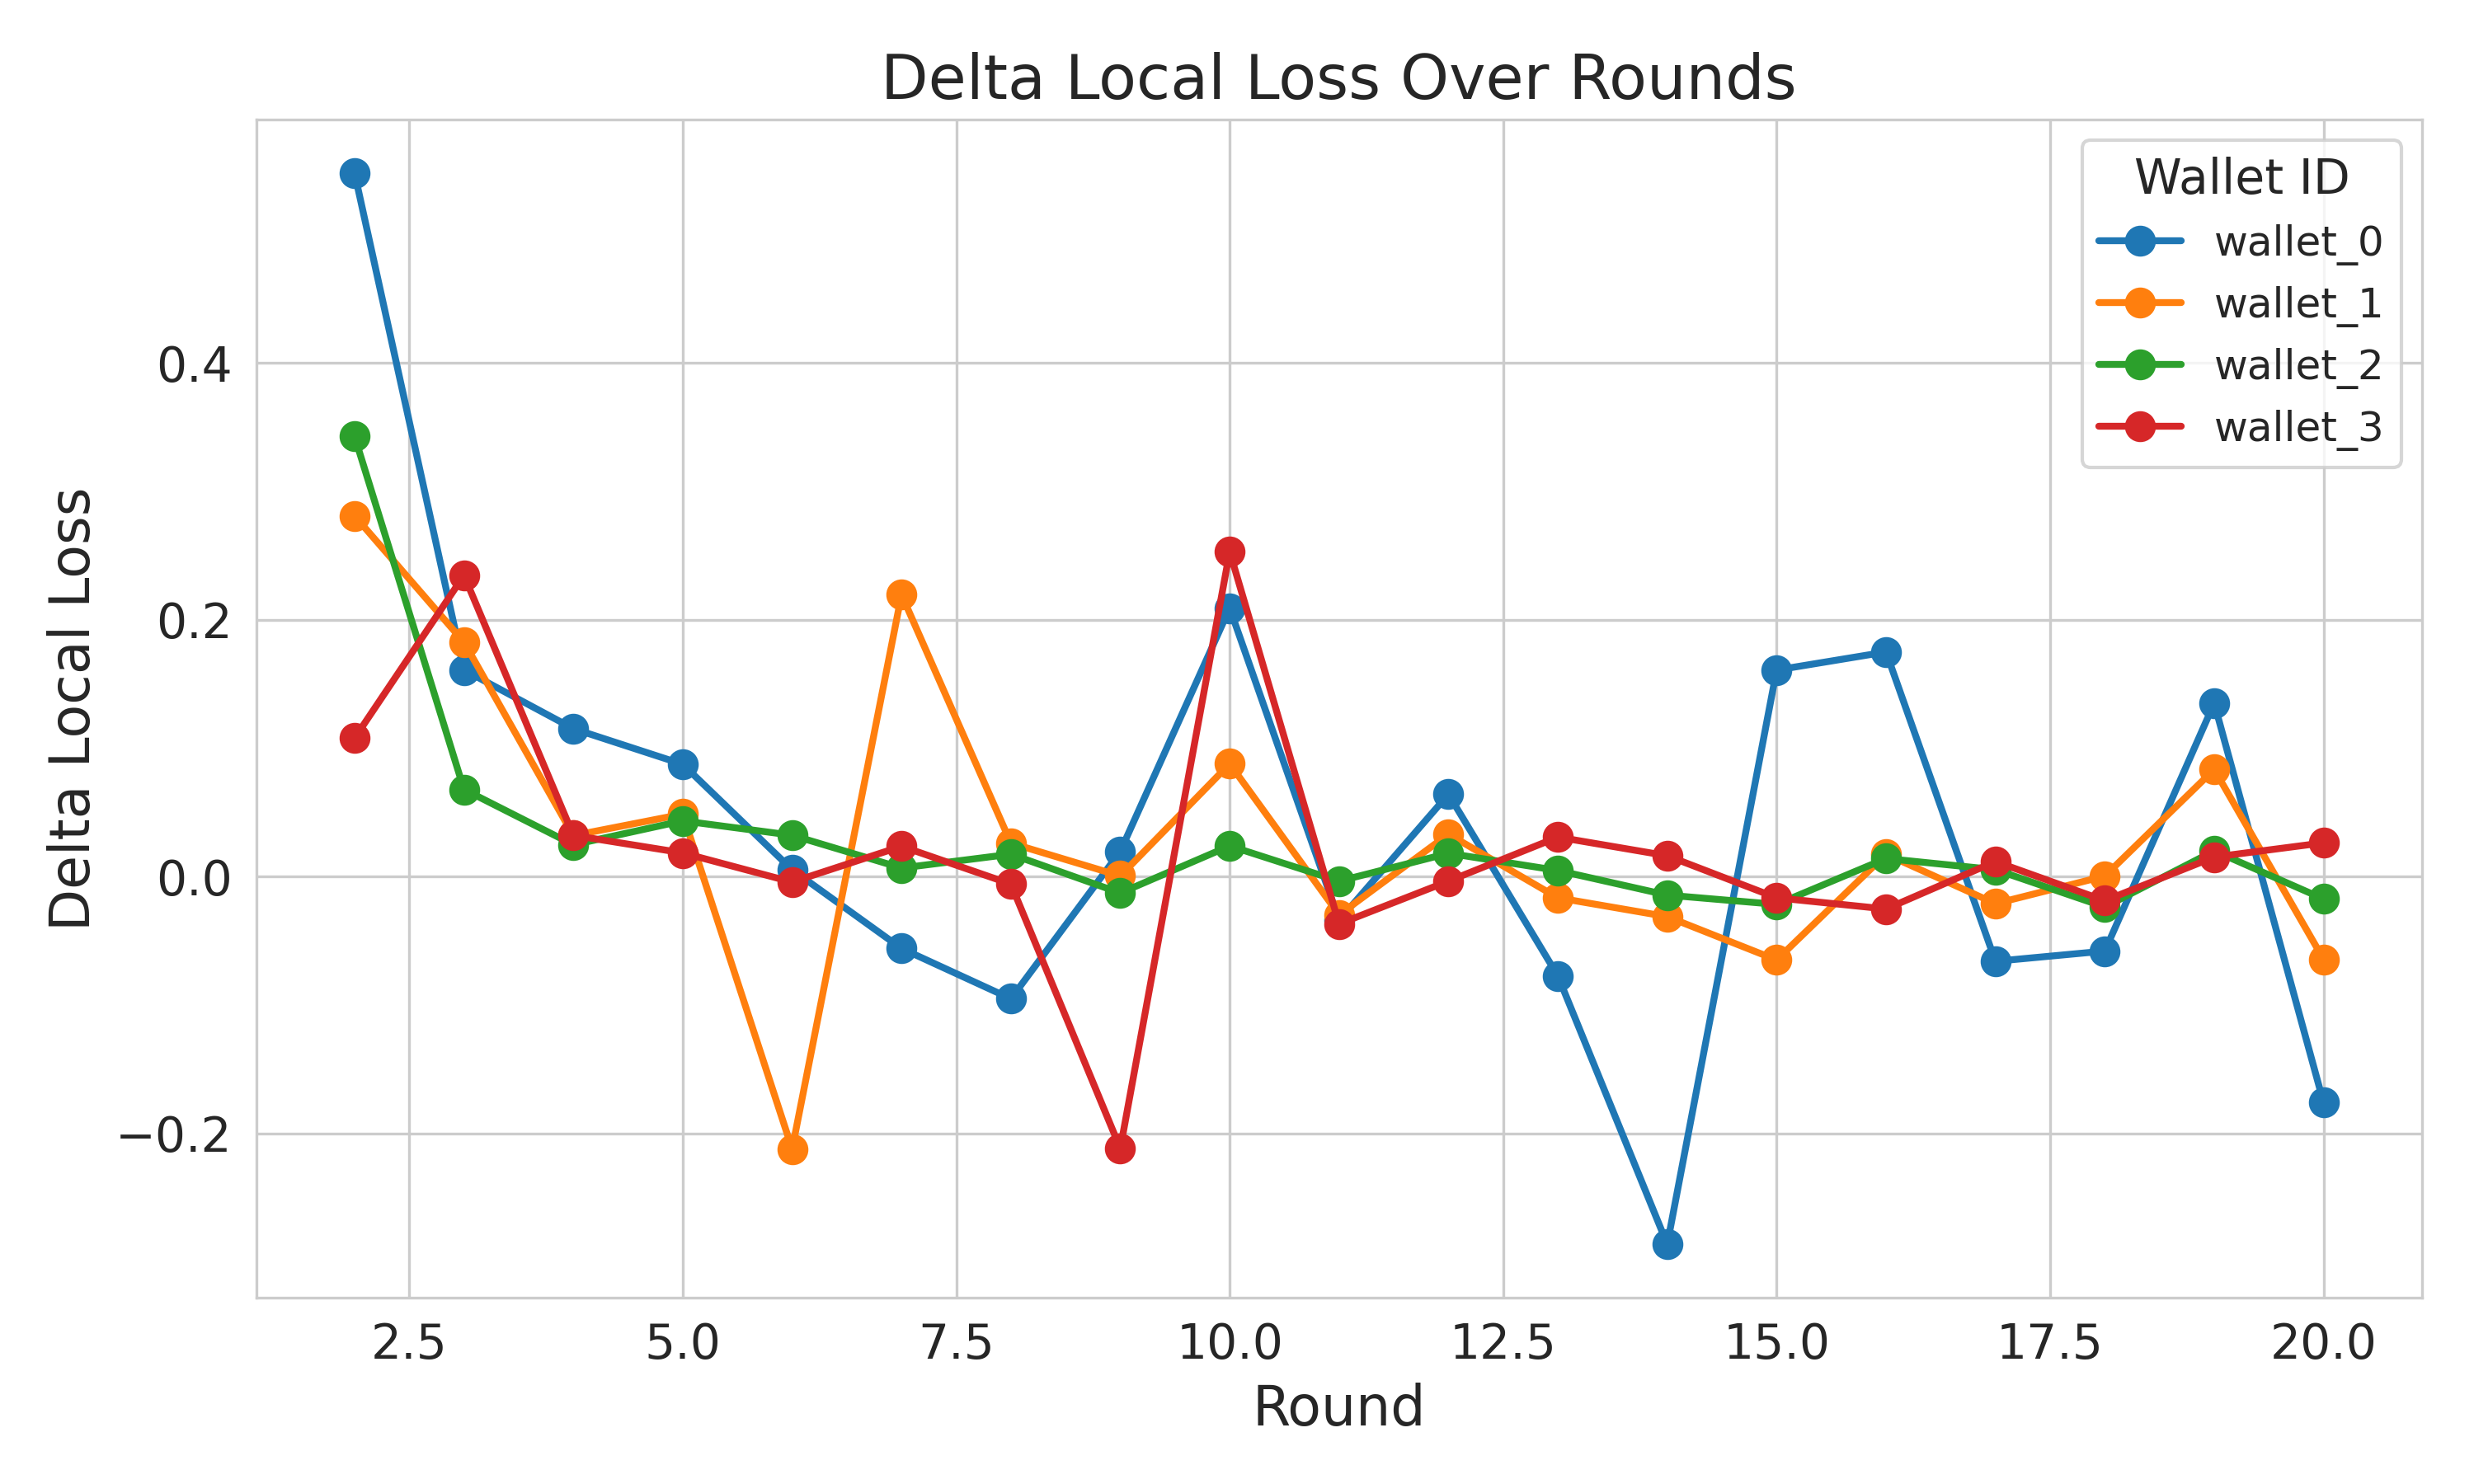 Delta Local Loss Over Rounds
Wallet ID
wallet_0
wallet_1
wallet_2
wallet_3
Delta Local Loss
0.4
0.2
0.0
−0.2
2.5 5.0 7.5 10.0 12.5 15.0 17.5 20.0
Round